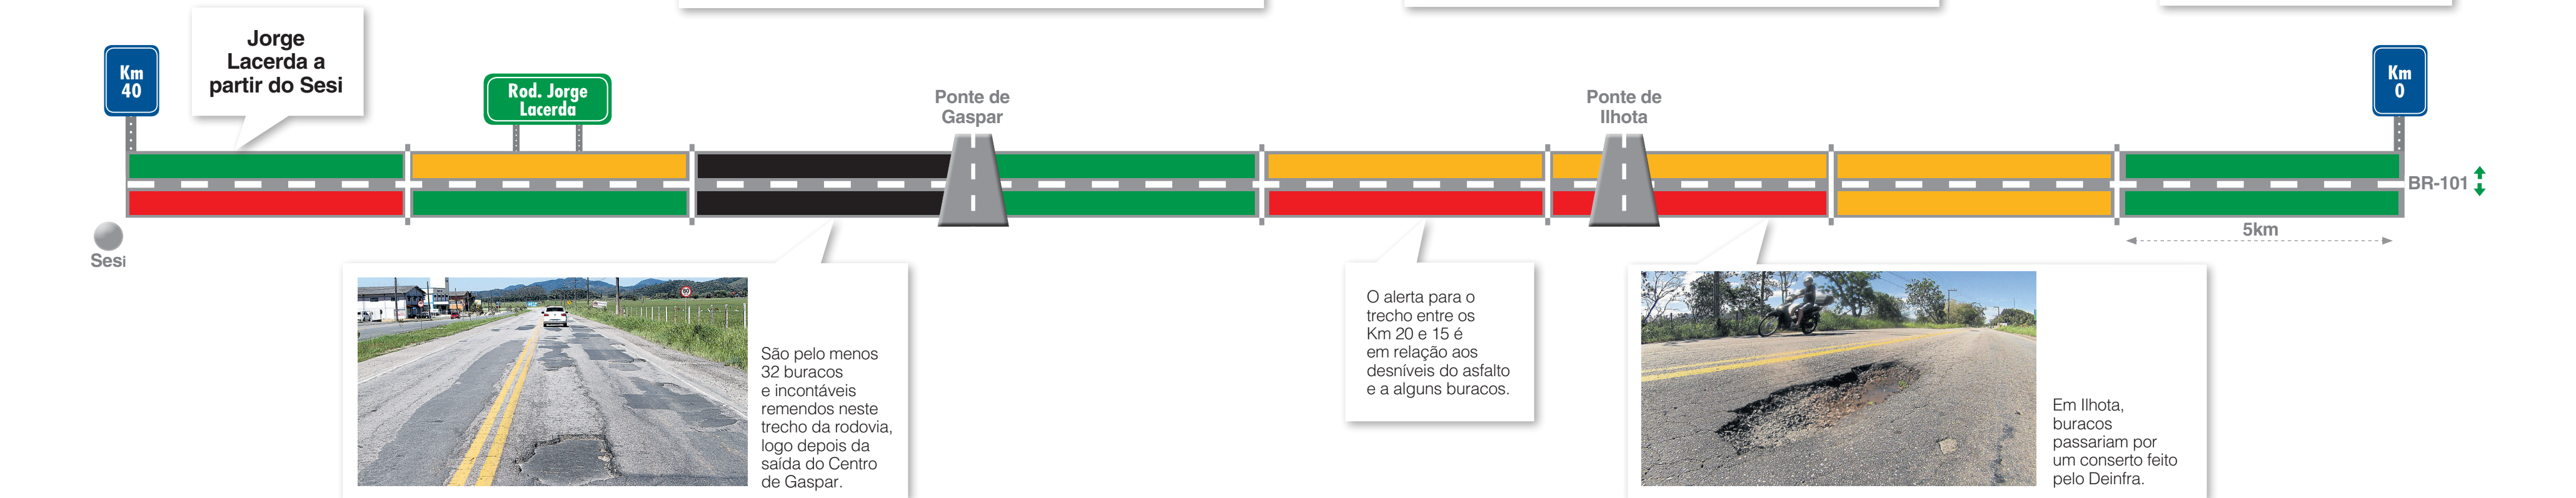 Km
40
Jorge
Lacerda a
partir do Sesi
Rod. Jorge
Lacerda
Ponte de
Gaspar
Ponte de
Ilhota
Km
0
BR-101
5km
Sesi
São pelo menos
32 buracos
e incontáveis
remendos neste
trecho da rodovia,
logo depois da
saída do Centro
de Gaspar.
O alerta para o
trecho entre os
Km 20 e 15 é
em relação aos
desníveis do asfalto
e a alguns buracos.
Em Ilhota,
buracos
passariam por
um conserto feito
pelo Deinfra.